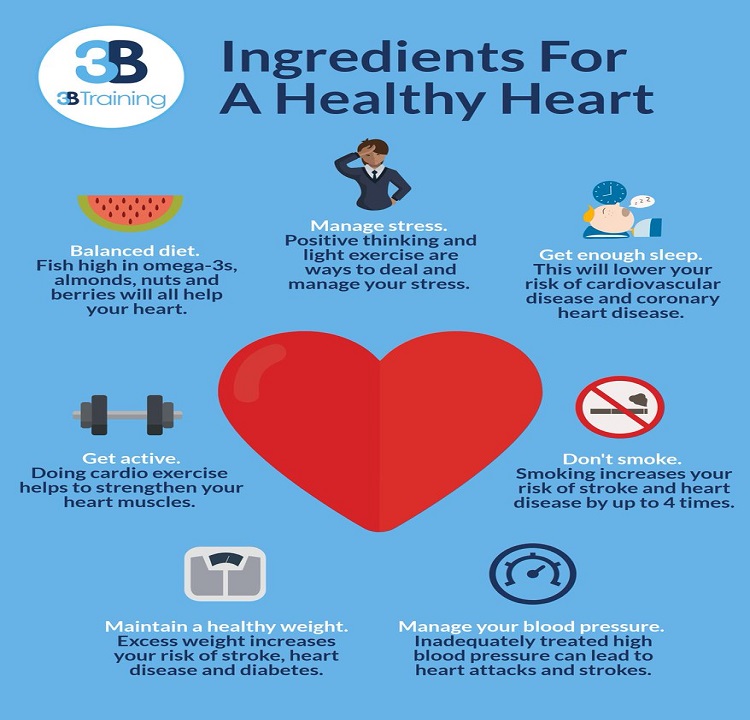 3B
3BTraining
Ingredients For
A Healthy Heart
Balanced diet.
Fish high in omega-3s,
almonds, nuts and
berries will all help
your heart.
Manage stress.
Positive thinking and
light exercise are
ways to deal and
manage your stress.
z z z
Get enough sleep.
This will lower your
risk of cardiovascular
disease and coronary
heart disease.
Get active.
Doing cardio exercise
helps to strengthen your
heart muscles.
Don't smoke.
Smoking increases your
risk of stroke and heart
disease by up to 4 times.
Maintain a healthy weight.
Excess weight increases
your risk of stroke, heart
disease and diabetes.
Manage your blood pressure.
Inadequately treated high
blood pressure can lead to
heart attacks and strokes.